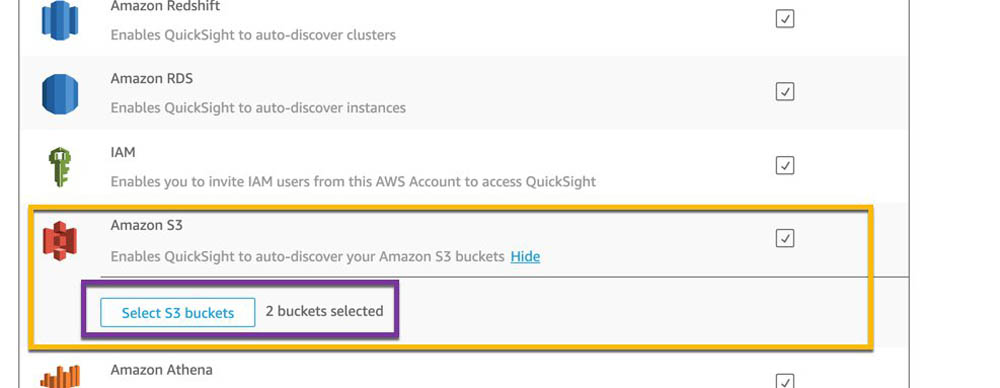 Amazon Redshift
Enables QuickSight to auto-discover clusters
Amazon RDS
Enables QuickSight to auto-discover instances
IAM
Enables you to invite IAM users from this AWS Account to access QuickSight
Amazon S3
Enables QuickSight to auto-discover your Amazon S3 buckets Hide
Select S3 buckets 2 buckets selected
Amazon Athena